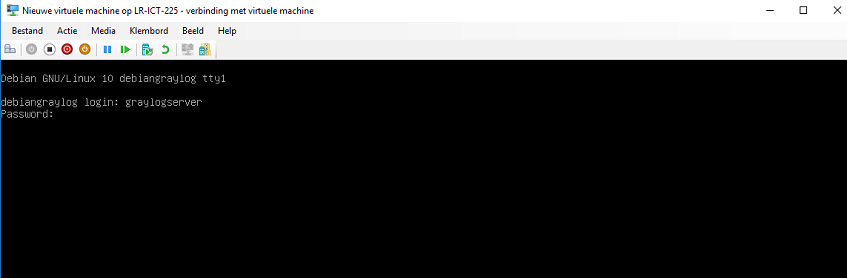 Nieuwe virtuele machine op LR-ICT-225 - verbinding met virtuele machine
Bestand Actie Media Klembord Beeld Help
Debian GNU/Linux 10 debiangraylog tty1
debiangraylog login: graylogserver
Password: